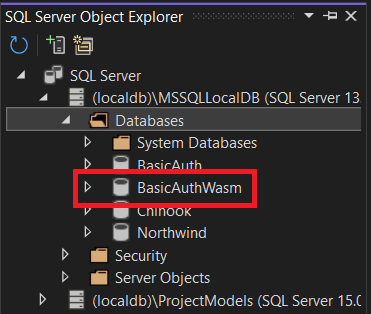 SQL Server Object Explorer
SQL Server
(localdb)\MSSQLLocalDB (SQL Server 13
Databases
System Databases
BasicAuth
BasicAuthWasm
Chinook
Northwind
Security
Server Objects
(localdb)\ProjectModels (SQL Server 15.0